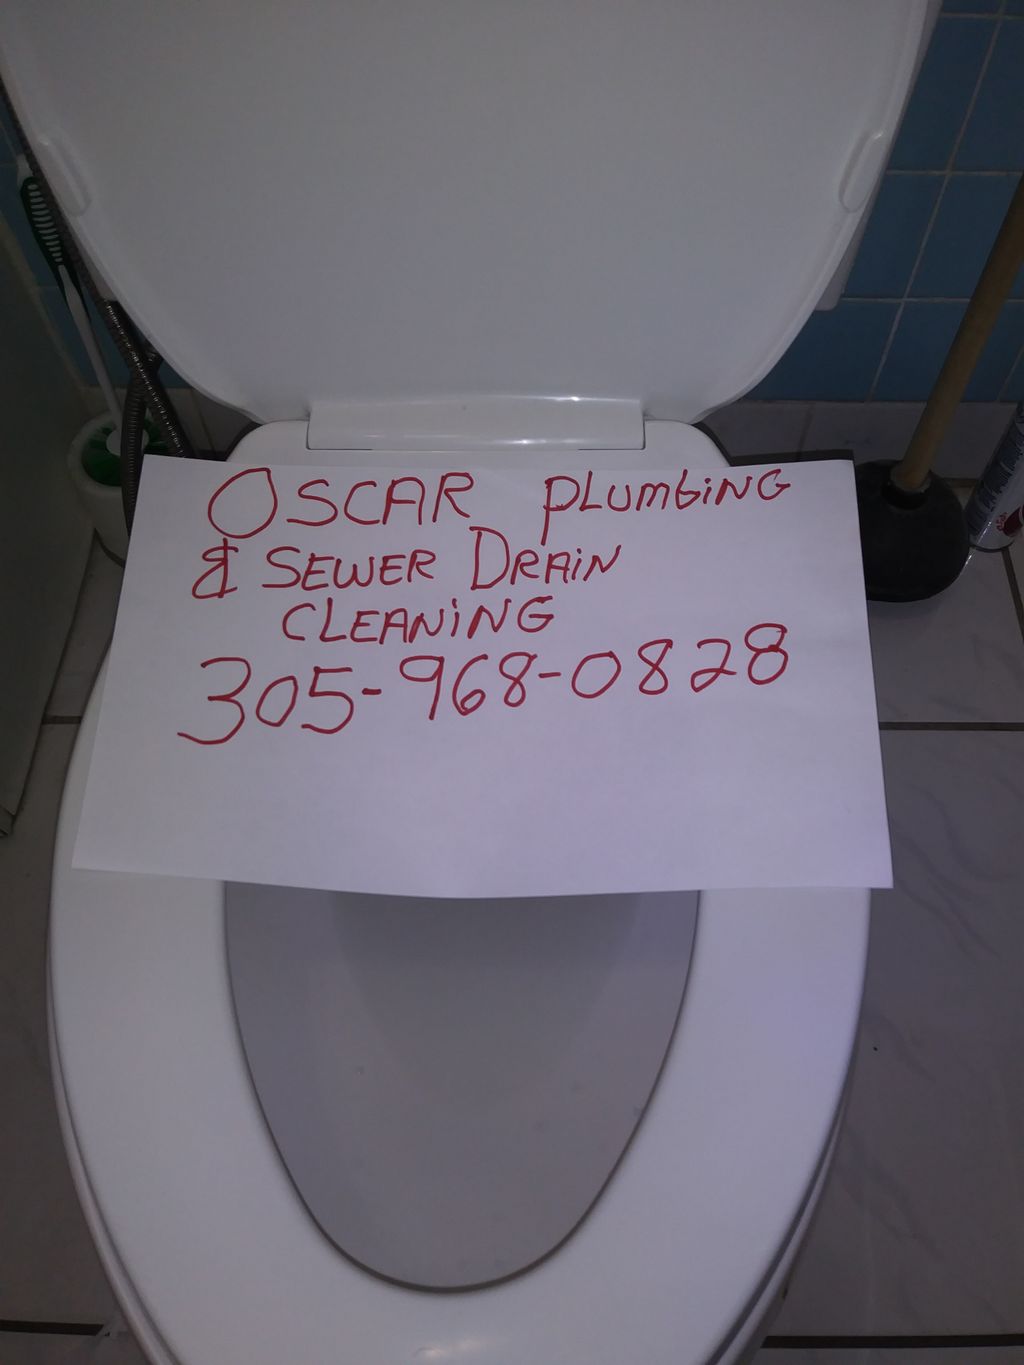 OSCAR PLUMBING
& SEWER DRAIN
CLEANING
305-968-0828